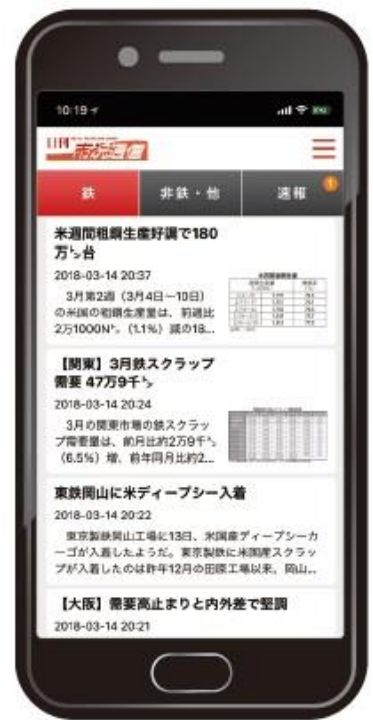 10:19
日刊 市况通信
鉄 非鉄・他 速報 1
米週間粗鋼生産好調で180
万㌧台
2018-03-14 20:37
3月第2週（3月4日〜10日）
の米国の粗鋼生産量は、前週比
2万1000N㌧（1.1%）減の18...
【関東】3月鉄スクラップ
需要 47万9千㌧
2018-03-14 20:24
3月の関東市場の鉄スクラッ
プ需要量は、前月比約2万9千㌧
（6.5%）増、前年同月比約2...
東鉄岡山に米ディープシー入着
2018-03-14 20:22
東京製鉄岡山工場に13日、米国産ディープシーカ
ーゴが入着したようだ。東京製鉄に米国産スクラッ
プが入着したのは昨年12月の田原工場以来、岡山...
【大阪】需要高止まりと内外差で堅調
2018-03-14 20:21